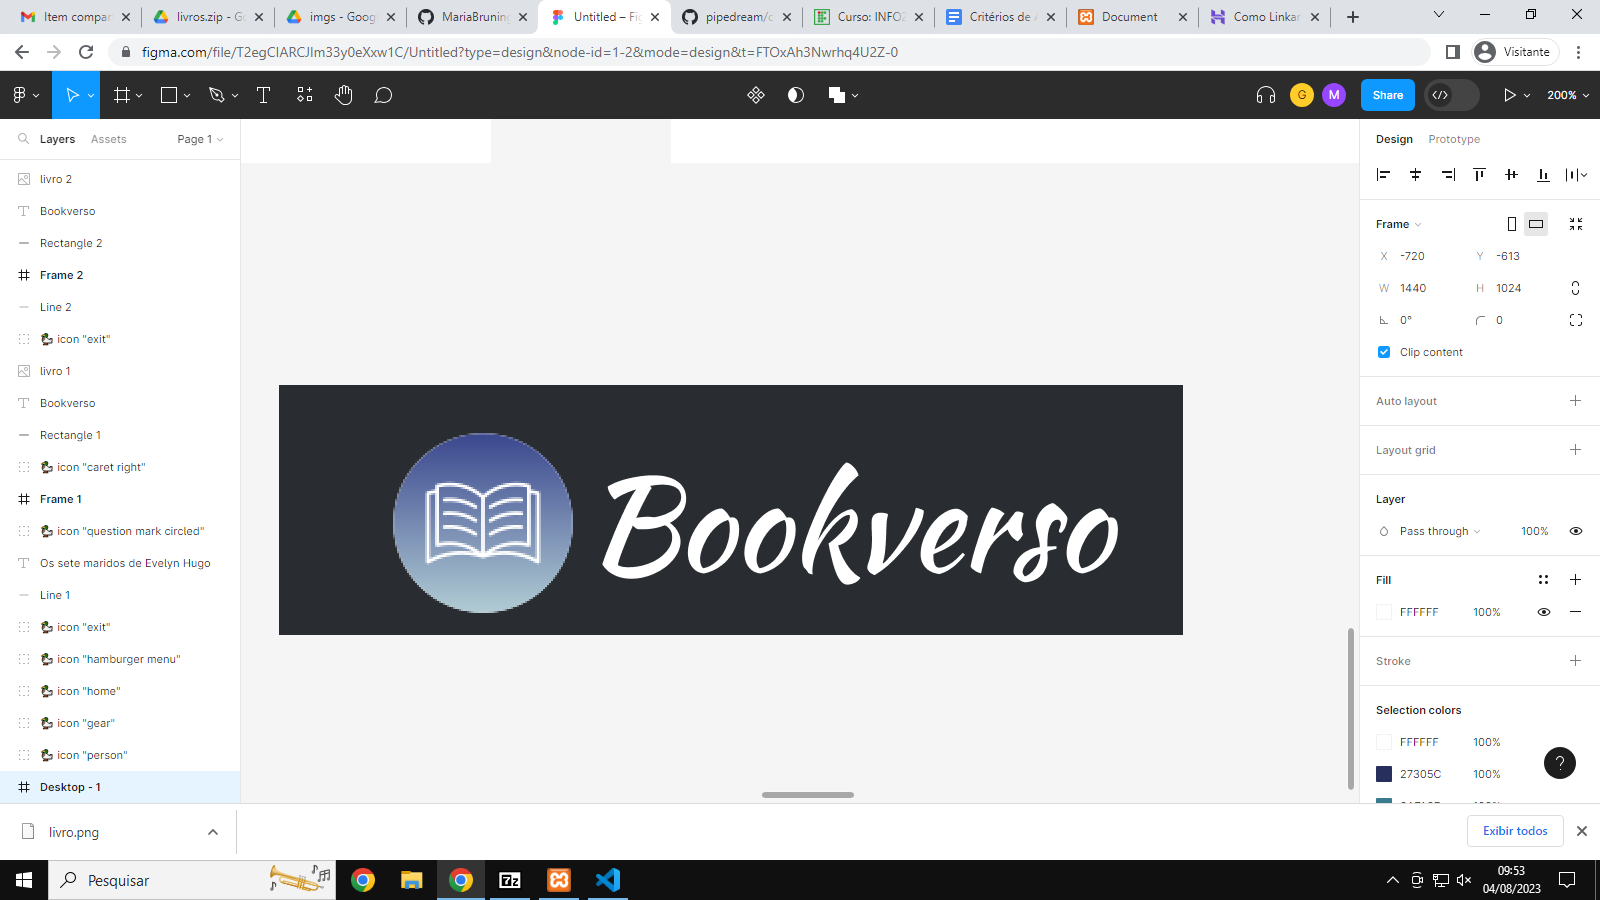 Item compar
livros.zip - Go
imgs - Goog
MariaBrunin
Untitled – Fig
pipedream/c
Curso: INFO
Critérios de A
Document
Como Linkar
figma.com/file/T2egCIARCJIm33y0eXxw1C/Untitled?type=design&node-id=1-2&mode=design&t=FTOxAh3Nwrhq4U2Z-0
Visitante
G
M
Share
200%
Layers
Assets
Page 1
livro 2
Bookverso
Rectangle 2
Frame 2
Line 2
icon "exit"
livro 1
Bookverso
Rectangle 1
icon "caret right"
Frame 1
icon "question mark circled"
Os sete maridos de Evelyn Hugo
Line 1
icon "exit"
icon "hamburger menu"
icon "home"
icon "gear"
icon "person"
Desktop - 1
Bookverso
Design
Prototype
Frame
X -720
Y -613
W 1440
H 1024
0°
0
Clip content
Auto layout
Layout grid
Layer
Pass through
100%
Fill
FFFFFF 100%
Stroke
Selection colors
FFFFFF 100%
27305C 100%
?
livro.png
Exibir todos
Pesquisar
7z
09:53
04/08/2023